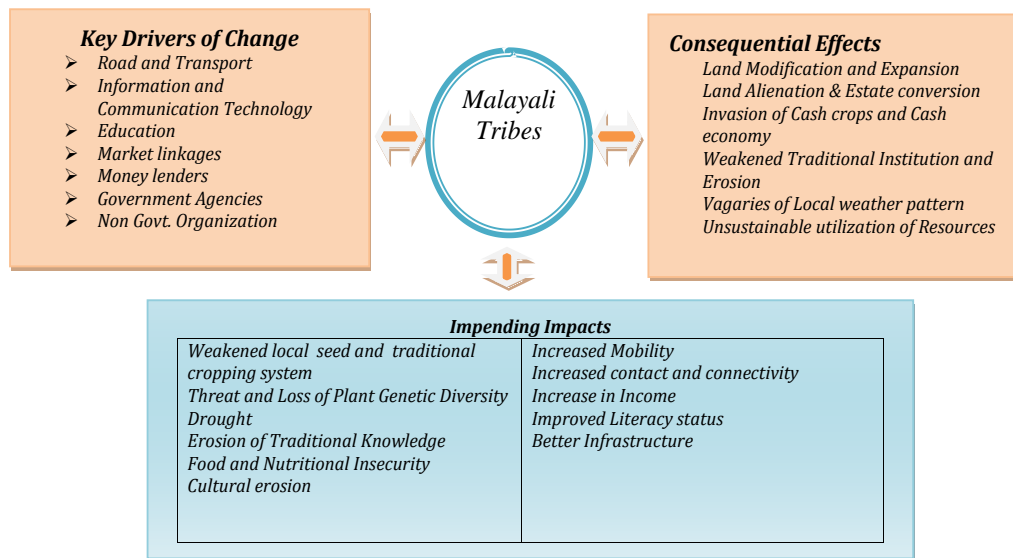 Key Drivers of Change
➢ Road and Transport
➢ Information and
Communication Technology
➢ Education
➢ Market linkages
➢ Money lenders
➢ Government Agencies
➢ Non Govt. Organization
Malayali
Tribes
Consequential Effects
Land Modification and Expansion
Land Alienation & Estate conversion
Invasion of Cash crops and Cash
economy
Weakened Traditional Institution and
Erosion
Vagaries of Local weather pattern
Unsustainable utilization of Resources
Impending Impacts
Weakened local seed and traditional
cropping system
Threat and Loss of Plant Genetic Diversity
Drought
Erosion of Traditional Knowledge
Food and Nutritional Insecurity
Cultural erosion
Increased Mobility
Increased contact and connectivity
Increase in Income
Improved Literacy status
Better Infrastructure